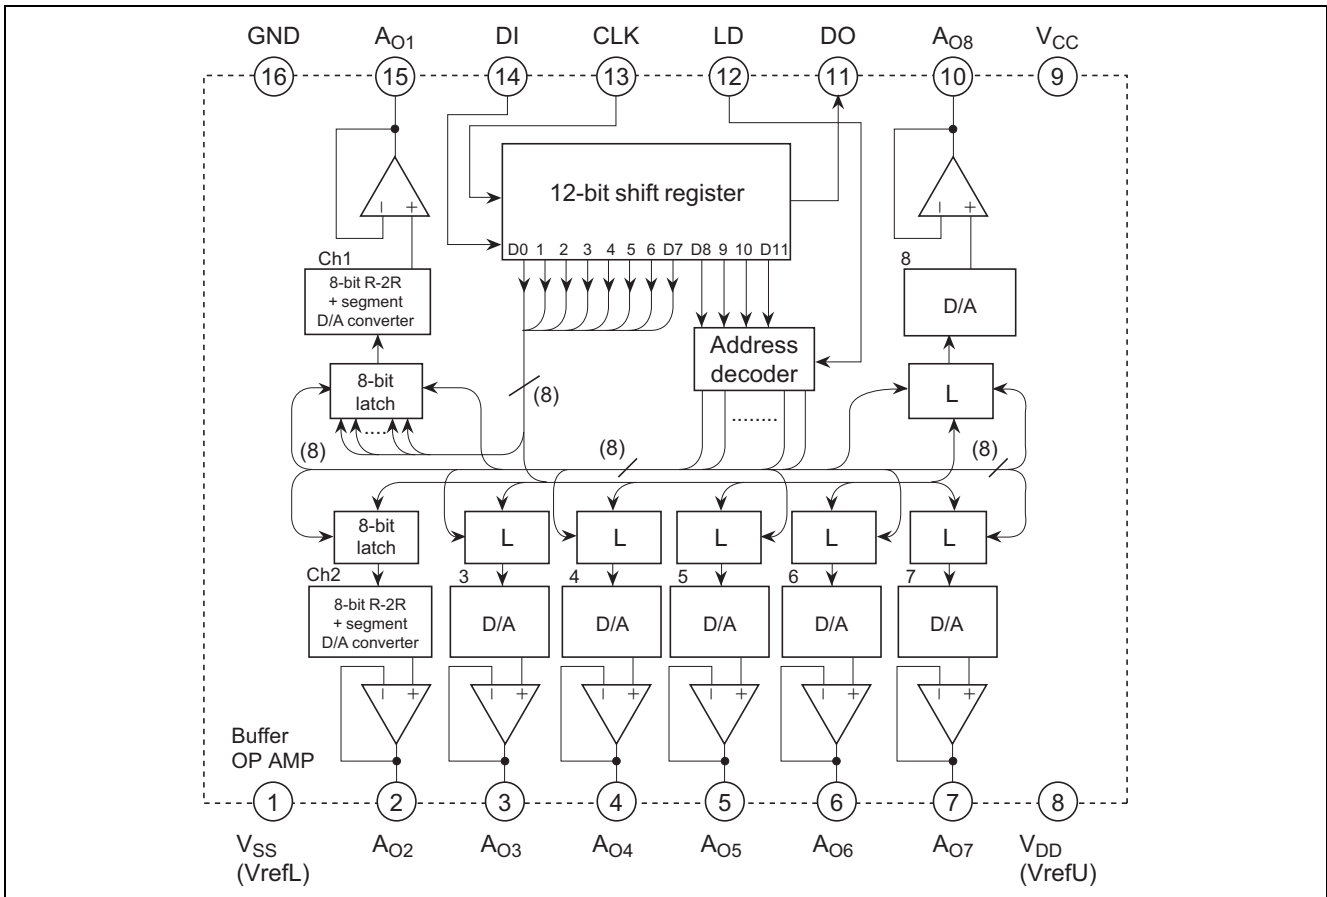 GND AO1 DI CLK LD DO AO8 VCC
16 15 14 13 12 11 10 9
12-bit shift register
− + − +
D0 1 2 3 4 5 6 D7 D8 9 10 D11
Ch1
8-bit R-2R
+ segment
D/A converter
8
D/A
Address
decoder
8-bit
latch
(8)
L
........
....
(8)
(8)
(8)
8-bit
latch
L L L L L
Ch2 3 4 5 6 7
8-bit R-2R
+ segment
D/A converter
D/A D/A D/A D/A D/A
− + − + − + − + − + − +
Buffer
OP AMP
1 2 3 4 5 6 7 8
VSS
(VrefL)
AO2 AO3 AO4 AO5 AO6 AO7
VDD
(VrefU)